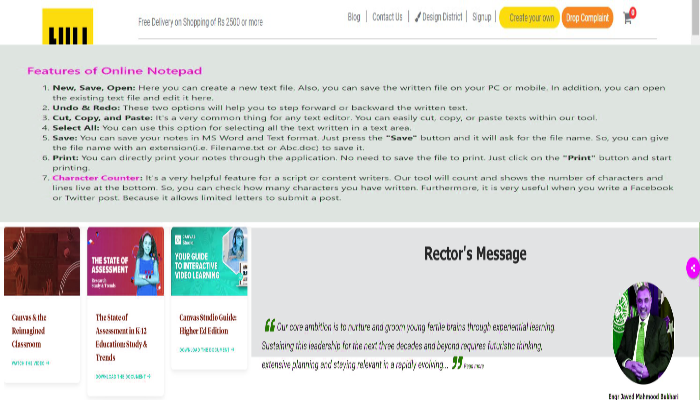 Free Delivery on Shopping of Rs 2500 or more
Blog
Contact Us
Design District
Signup
Create your own
Drop Complaint
0
Features of Online Notepad
1. New, Save, Open: Here you can create a new text file. Also, you can save the written file on your PC or mobile. In addition, you can open
the existing text file and edit it here.
2. Undo & Redo: These two options will help you to step forward or backward the written text.
3. Cut, Copy, and Paste: It's a very common thing for any text editor. You can easily cut, copy, or paste texts within our tool.
4. Select All: You can use this option for selecting all the text written in a text area.
5. Save: You can save your notes in MS Word and Text format. Just press the "Save" button and it will ask for the file name. So, you can give
the file name with an extension(i.e. Filename.txt or Abc.doc) to save it.
6. Print: You can directly print your notes through the application. No need to save the file to print. Just click on the "Print" button and start
printing.
7. Character Counter: It's a very helpful feature for a script or content writers. Our tool will count and shows the number of characters and
lines live at the bottom. So, you can check how many characters you have written. Furthermore, it is very useful when you write a Facebook
or Twitter post. Because it allows limited letters to submit a post.
Canvas & the
Reimagined
Classroom
WATCH THE VIDEO
THE STATE OF
ASSESSMENT
The State of
Assessment in K-12
Education: Study &
Trends
DOWNLOAD THE DOCUMENT
YOUR GUIDE
TO INTERACTIVE
VIDEO LEARNING
Canvas Studio Guide:
Higher Ed Edition
DOWNLOAD THE DOCUMENT
Rector's Message
Our core ambition is to nurture and groom young fertile brains through experiential learning.
Sustaining this leadership for the next three decades and beyond requires futuristic thinking,
extensive planning and staying relevant in a rapidly evolving... Read more
Engr Javed Mahmood Bukhari